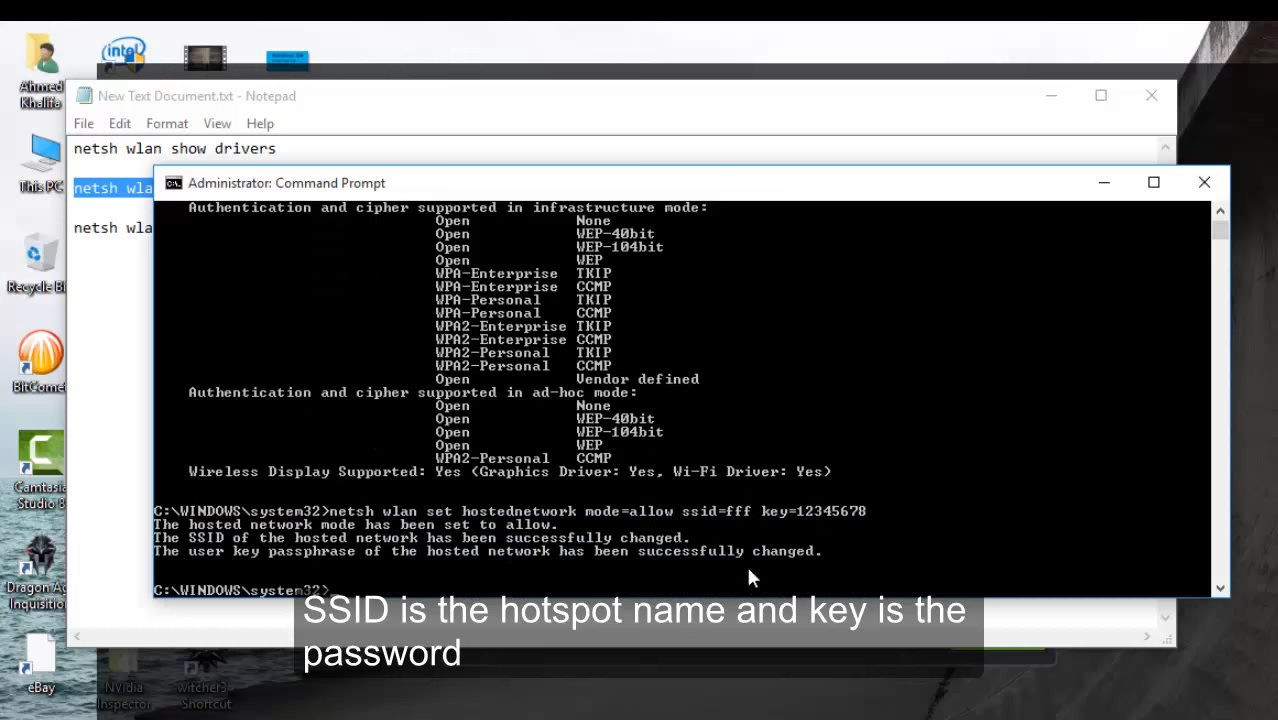 intel
Ahmed
Khalifa
New Text Document.txt - Notepad
File Edit Format View Help
netsh wlan show drivers
This PC
netsh wla
netsh wla
Administrator: Command Prompt
Authentication and cipher supported in infrastructure mode:
Open None
Open WEP-40bit
Open WEP-104bit
Open WEP
WPA-Enterprise TKIP
WPA-Enterprise CCMP
WPA-Personal TKIP
WPA-Personal CCMP
WPA2-Enterprise TKIP
WPA2-Enterprise CCMP
WPA2-Personal TKIP
WPA2-Personal CCMP
Open Vendor defined
Authentication and cipher supported in ad-hoc mode:
Open None
Open WEP-40bit
Open WEP-104bit
Open WEP
WPA2-Personal CCMP
Wireless Display Supported: Yes (Graphics Driver: Yes, Wi-Fi Driver: Yes)
C:\WINDOWS\system32>netsh wlan set hostednetwork mode=allow ssid=fff key=12345678
The hosted network mode has been set to allow.
The SSID of the hosted network has been successfully changed.
The user key passphrase of the hosted network has been successfully changed.
C:\WINDOWS\system32>
Recycle Bi
BitCome
Camtasia
Studio 8
Dragon Ag
Inquisitio
eBay
NVidia
Inspector
witcher3
Shortcut
SSID is the hotspot name and key is the
password